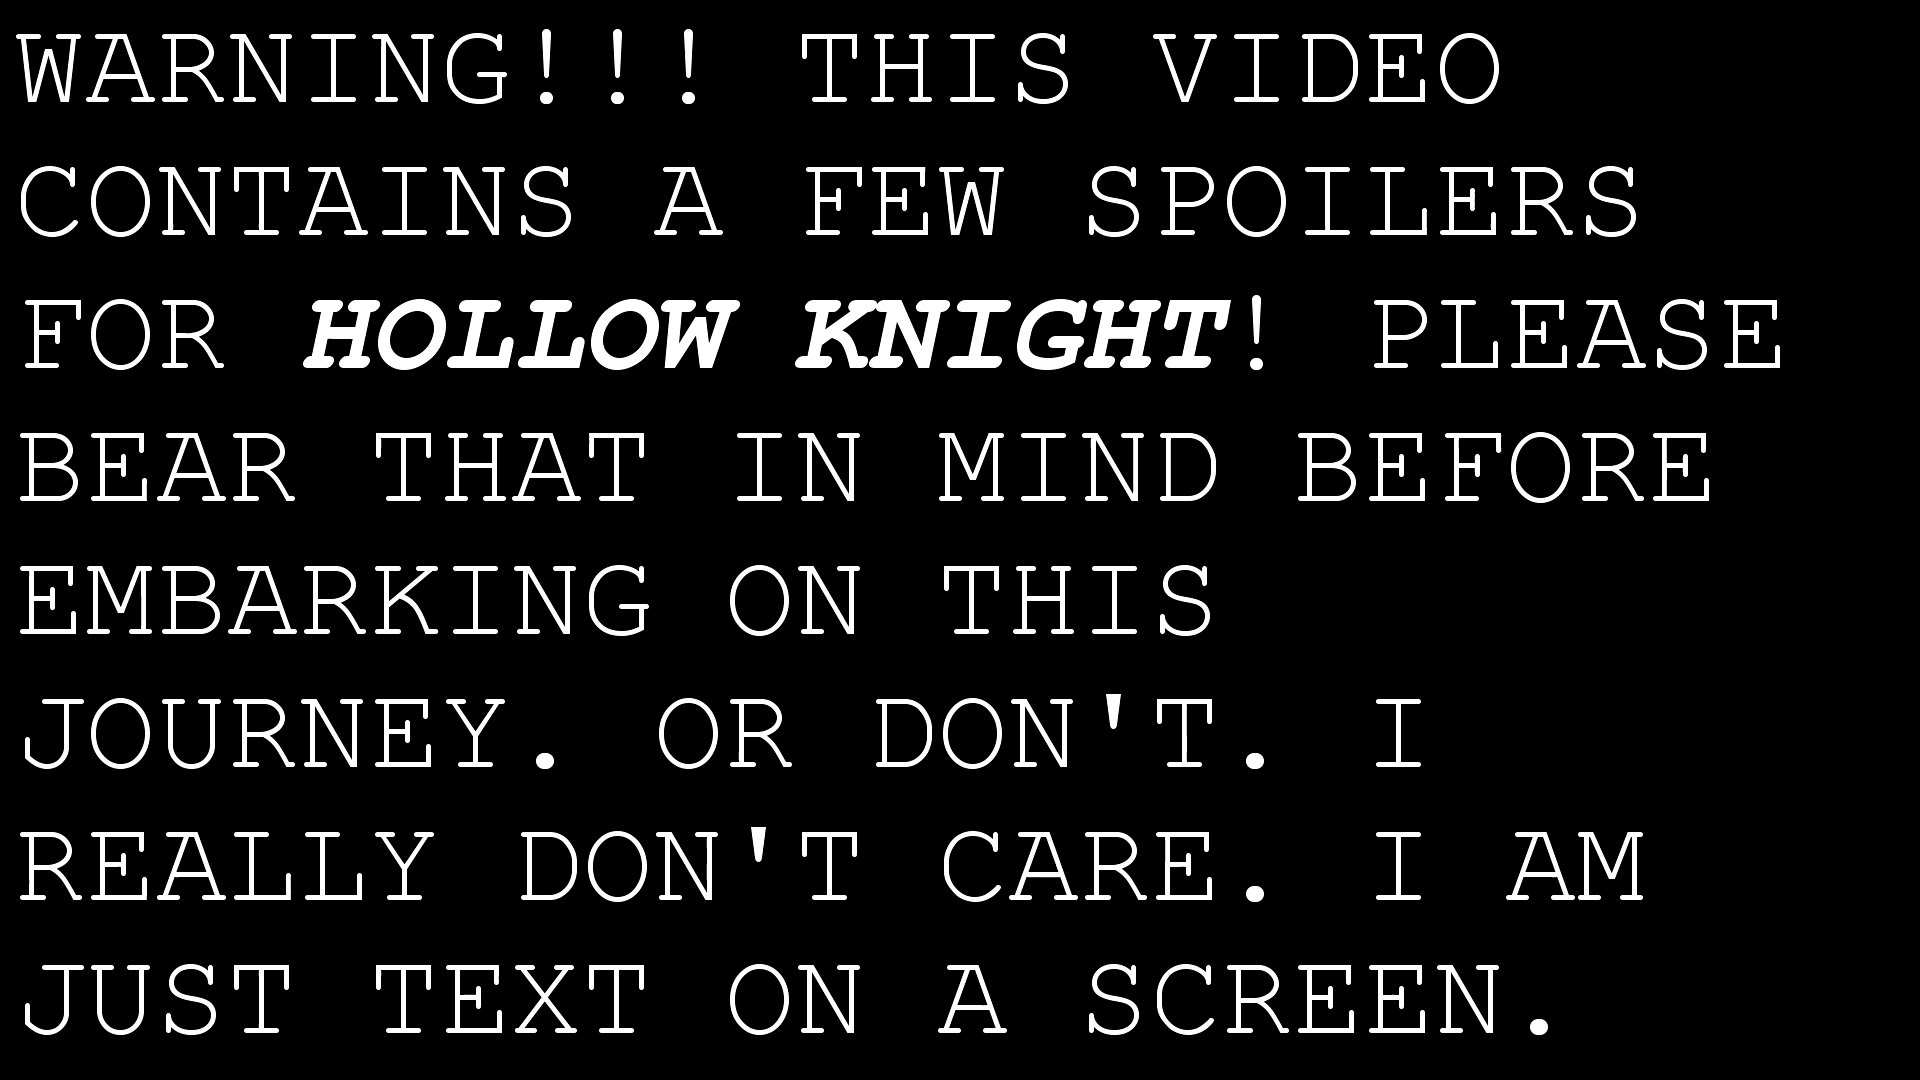 WARNING!!! THIS VIDEO
CONTAINS A FEW SPOILERS
FOR HOLLOW KNIGHT! PLEASE
BEAR THAT IN MIND BEFORE
EMBARKING ON THIS
JOURNEY. OR DON'T. I
REALLY DON'T CARE. I AM
JUST TEXT ON A SCREEN.